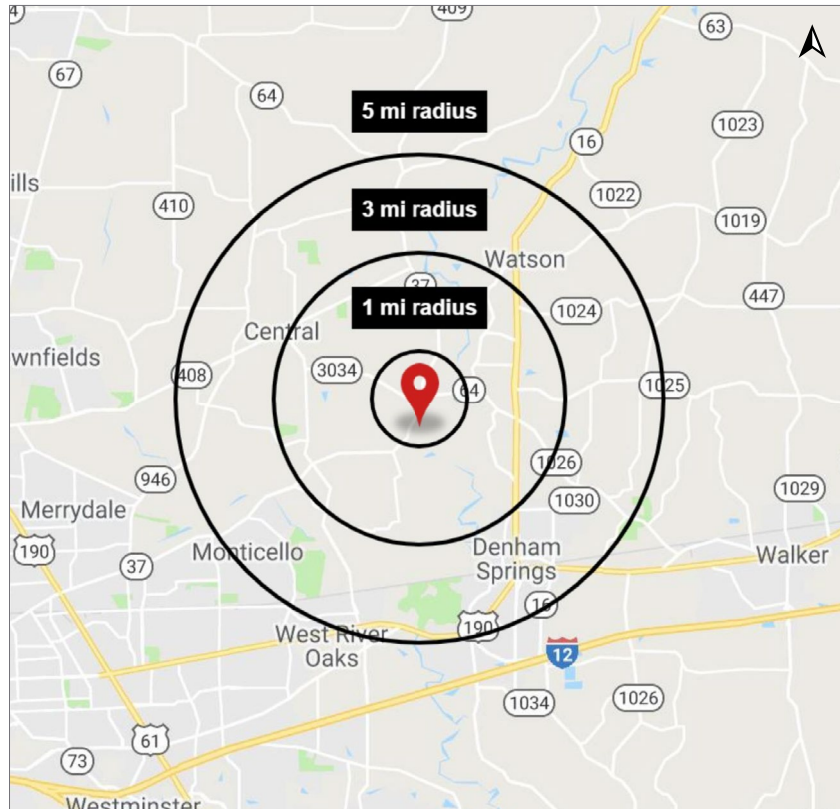 4
409
63
67
64
5 mi radius
1023
16
ills
1022
410
3 mi radius
1019
Watson
37
447
1 mi radius
1024
Central
wnfields
3034
408
64
1025
1026
946
1029
1030
Merrydale
190
Monticello
Denham
Springs
Walker
37
16
190
West River
Oaks
12
1034
1026
61
73
Westminster